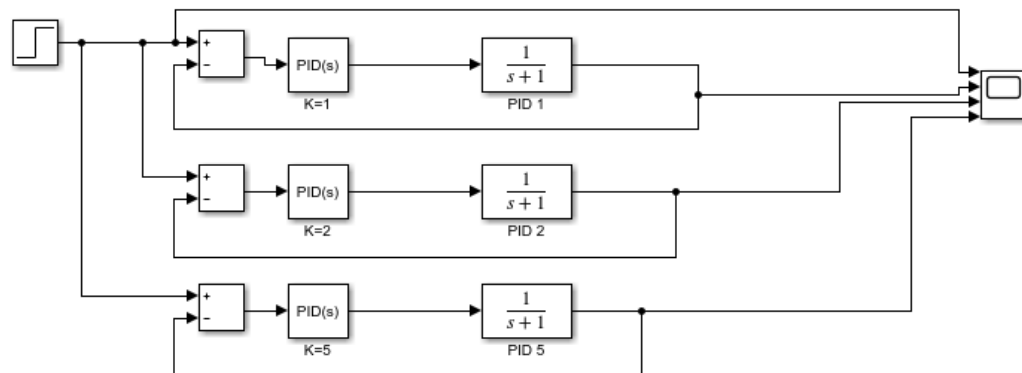 +
−
PID(s)
K=1
1
s + 1
PID 1
+
−
PID(s)
K=2
1
s + 1
PID 2
+
−
PID(s)
K=5
1
s + 1
PID 5